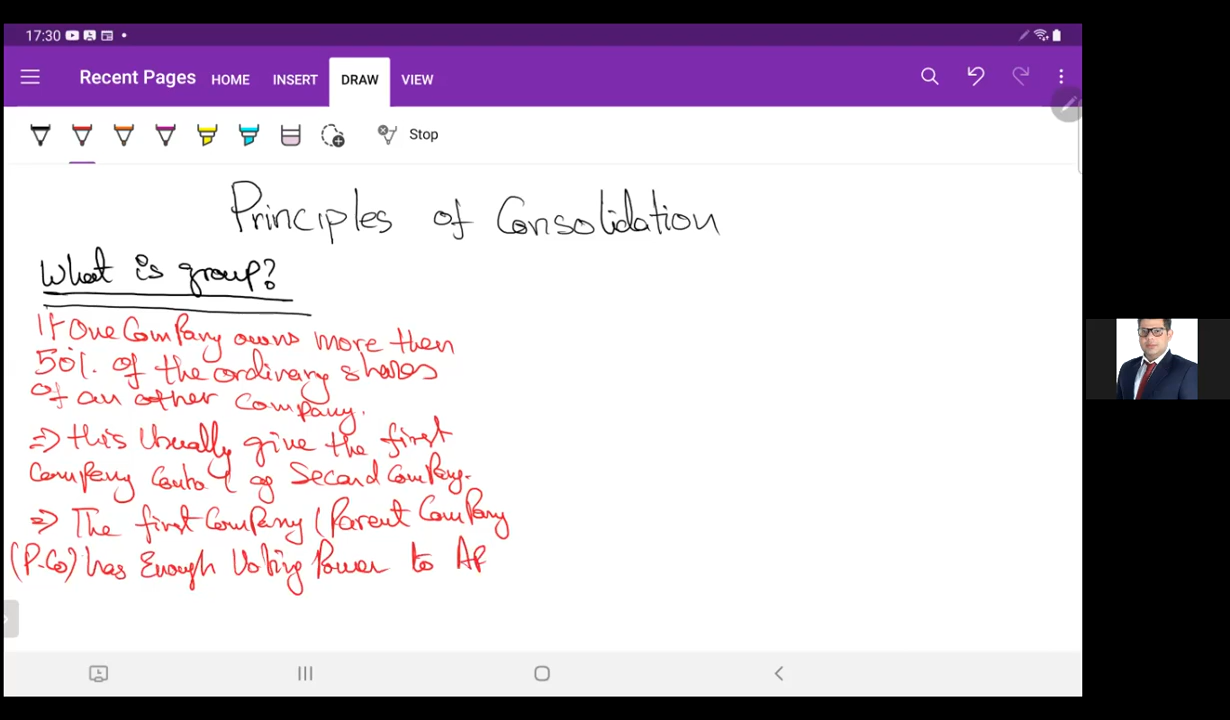 17:30
Recent Pages HOME INSERT DRAW VIEW
Stop
Principles of Consolidation
What is group?
If One Company owns more then
50% of the ordinary shares
of an other company.
=> this Usually give the first
Company Control of Second Company.
=> The first Company (Parent Company
(P.Co) has Enough Voting Power to AP